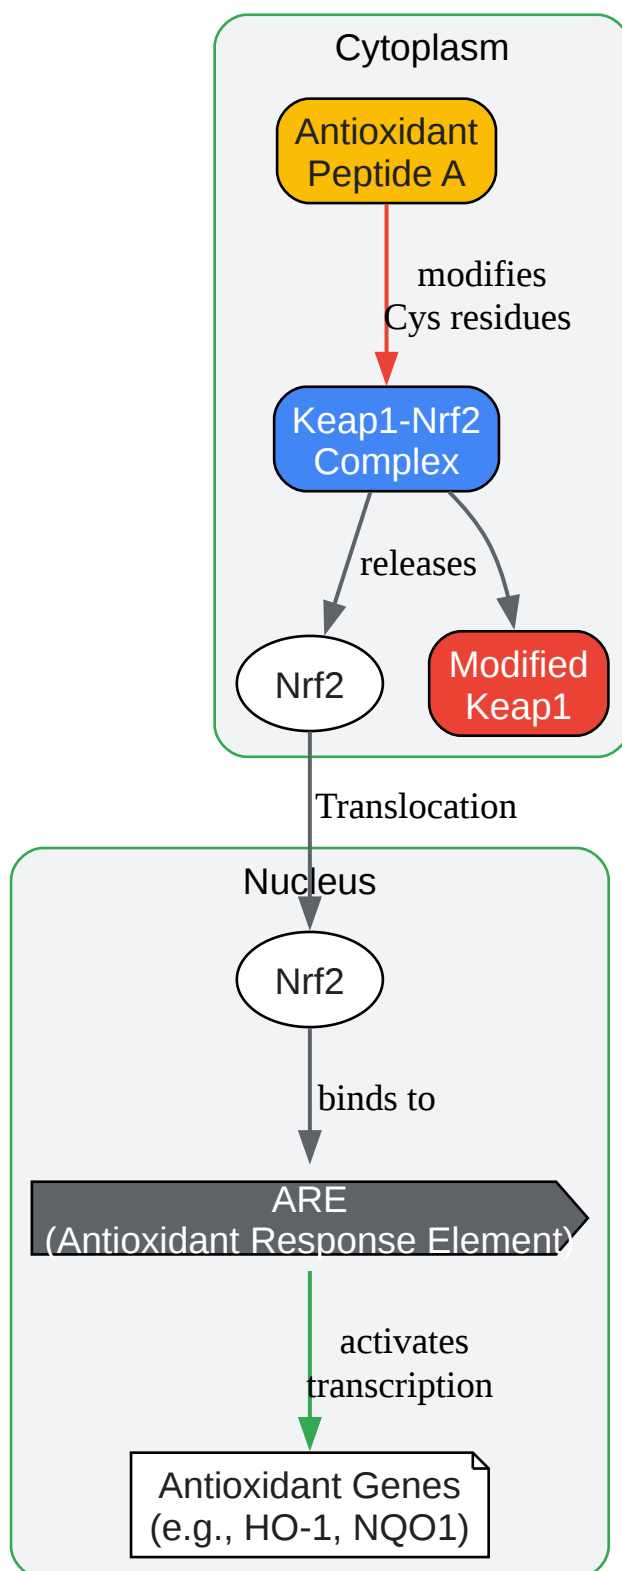 Cytoplasm
Antioxidant
Peptide A
modifies
Cys residues
Keap1-Nrf2
Complex
releases
Nrf2
Modified
Keap1
Translocation
Nucleus
Nrf2
binds to
ARE
(Antioxidant Response Element)
activates
transcription
Antioxidant Genes
(e.g., HO-1, NQO1)